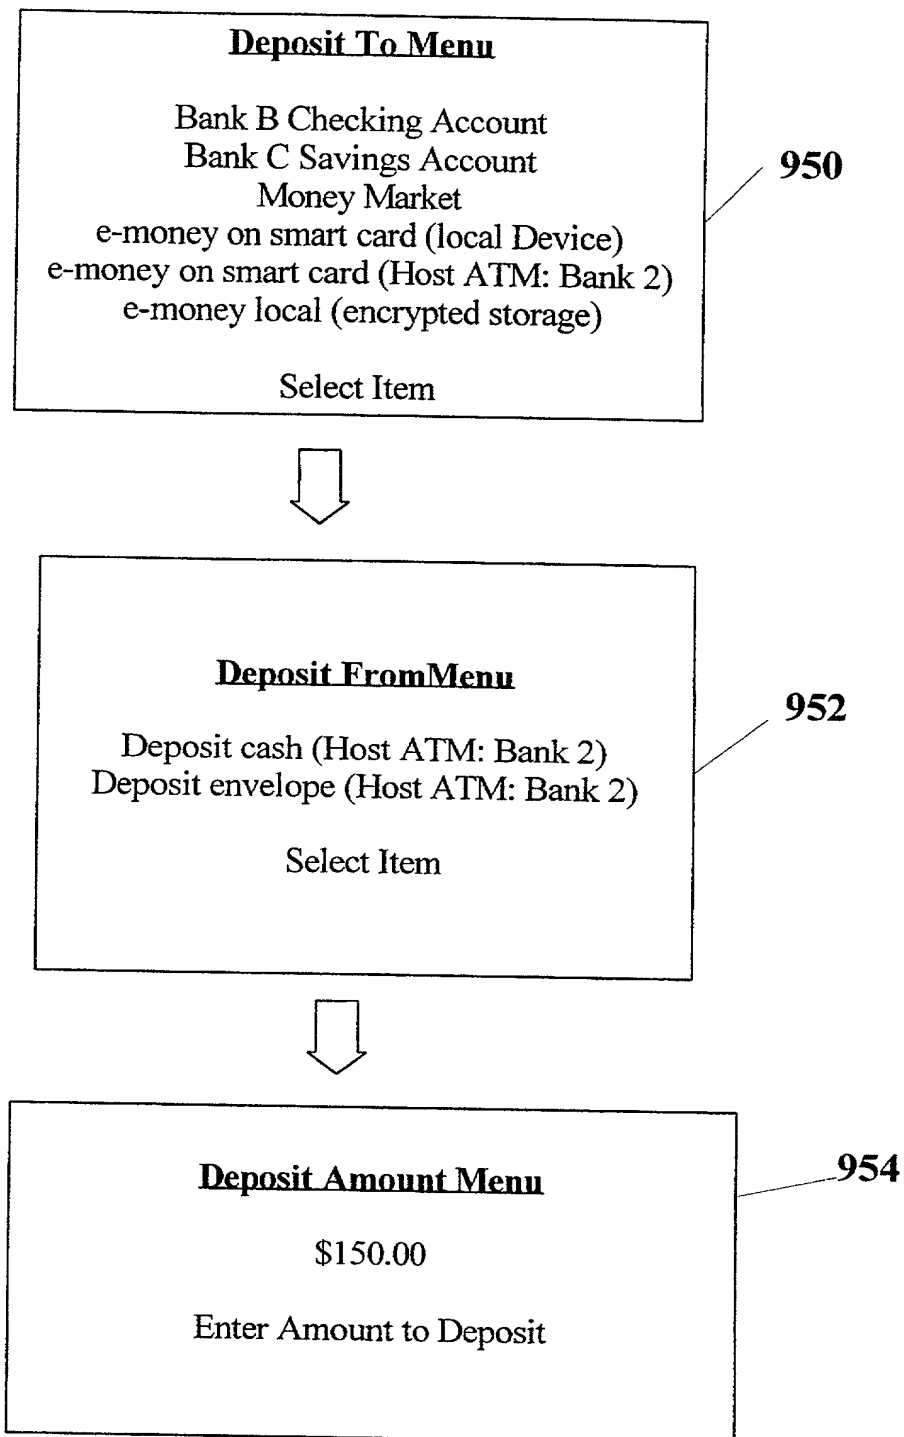 Deposit To Menu
Bank B Checking Account
Bank C Savings Account
Money Market
e-money on smart card (local Device)
e-money on smart card (Host ATM: Bank 2)
e-money local (encrypted storage)
Select Item
950
Deposit FromMenu
Deposit cash (Host ATM: Bank 2)
Deposit envelope (Host ATM: Bank 2)
Select Item
952
Deposit Amount Menu
$150.00
Enter Amount to Deposit
954